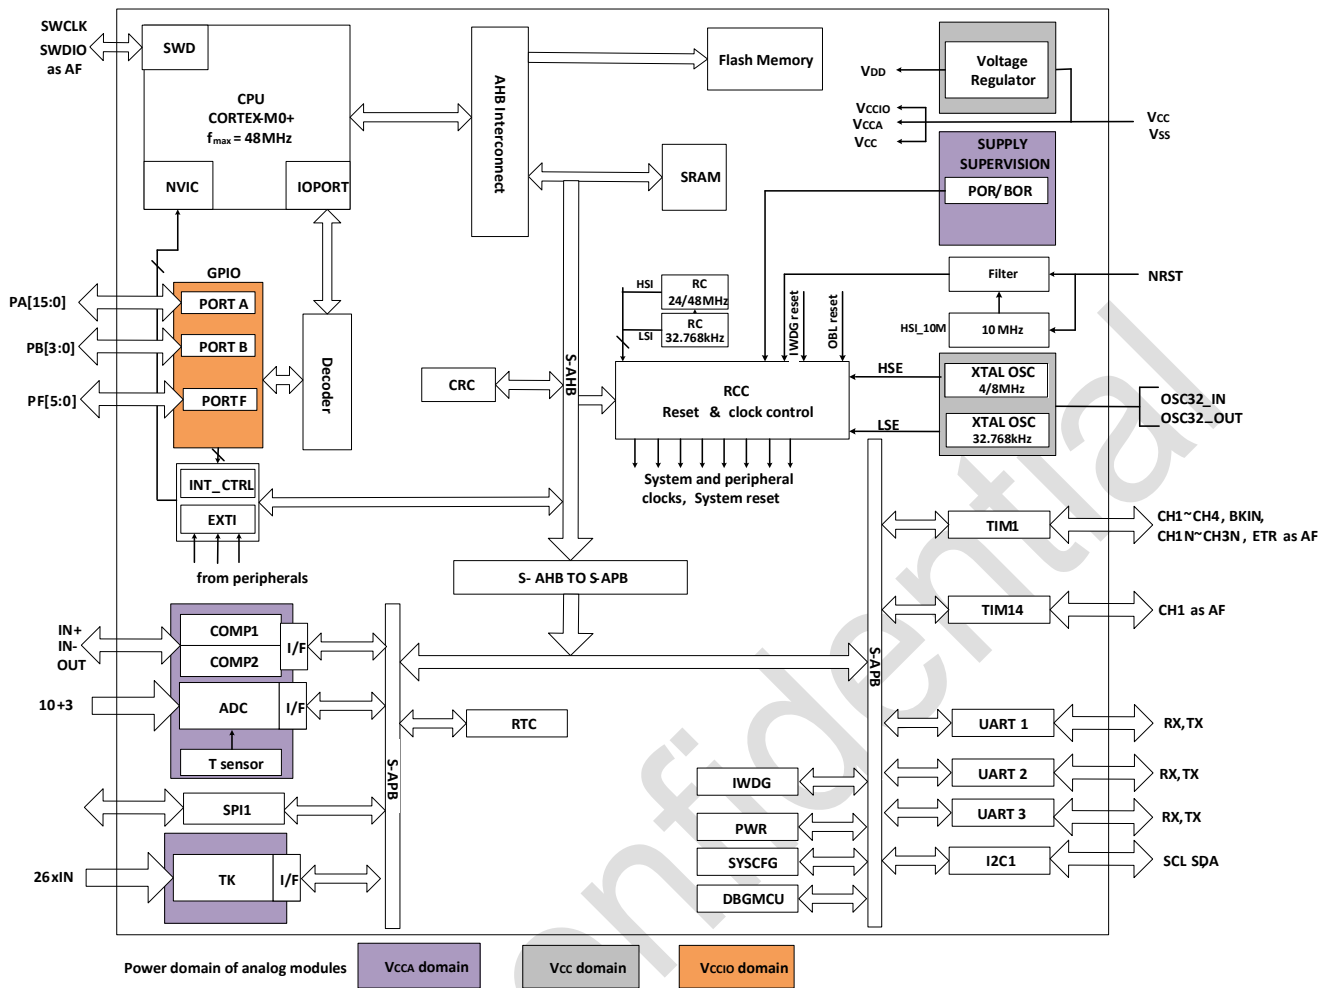 SWCLK
SWDIO
as AF
SWD
CPU
CORTEX-M0+
fmax = 48MHz
NVIC
IOPORT
AHB Interconnect
Flash Memory
SRAM
Voltage
Regulator
VDD
VCCIO
VCCA
VCC
VCC
VSS
SUPPLY
SUPERVISION
POR/BOR
Filter
NRST
HSI_10M
10 MHz
GPIO
PA[15:0]
PORT A
PB[3:0]
PORT B
PF[5:0]
PORT F
Decoder
HSI
RC
24/48MHz
LSI
RC
32.768kHz
IWDG reset
OBL reset
S-AHB
CRC
RCC
Reset & clock control
HSE
XTAL OSC
4/8MHz
LSE
XTAL OSC
32.768kHz
OSC32_IN
OSC32_OUT
System and peripheral
clocks, System reset
INT_CTRL
EXTI
from peripherals
S- AHB TO S-APB
TIM1
CH1~CH4, BKIN,
CH1N~CH3N, ETR as AF
TIM14
CH1 as AF
IN+
IN-
OUT
COMP1
COMP2
I/F
10+3
ADC
I/F
T sensor
RTC
S-APB
S-APB
UART 1
RX,TX
UART 2
RX,TX
UART 3
RX,TX
I2C1
SCL SDA
SPI1
26xIN
TK
I/F
IWDG
PWR
SYSCFG
DBGMCU
Power domain of analog modules
VCCA domain
VCC domain
VCCIO domain
onfidential